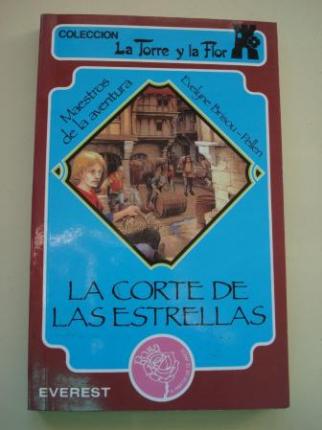 COLECCION
La Torre y la Flor
Maestros
de la aventura
Evelyne Brisou-Pellen
LA CORTE DE
LAS ESTRELLAS
EVEREST